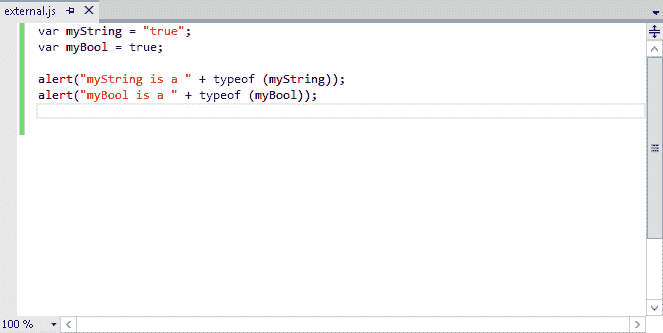 external.js
var myString = "true";
var myBool = true;
alert("myString is a " + typeof (myString));
alert("myBool is a " + typeof (myBool));
100 %